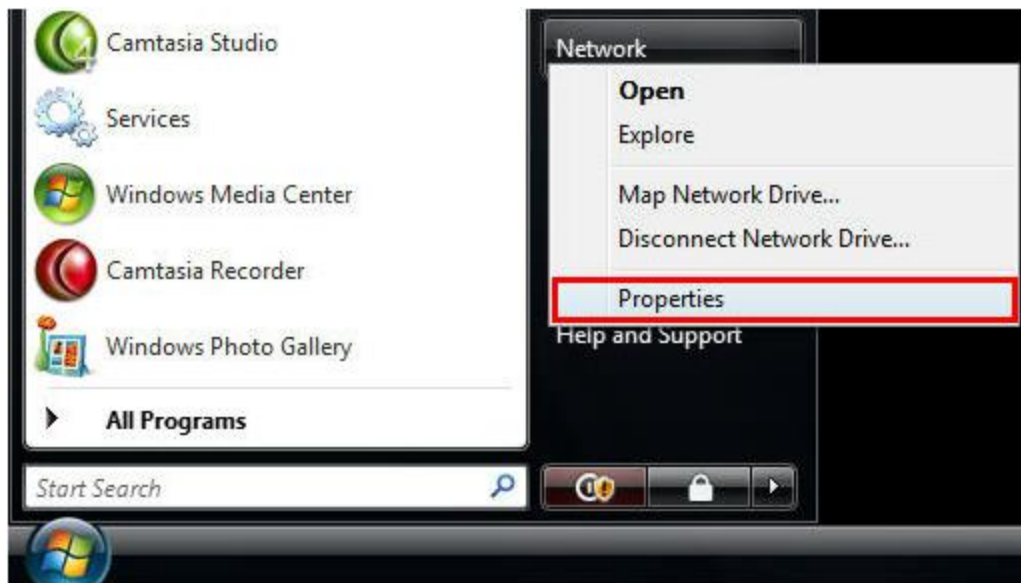 Camtasia Studio
Services
Windows Media Center
Camtasia Recorder
Windows Photo Gallery
All Programs
Start Search
Network
Open
Explore
Map Network Drive...
Disconnect Network Drive...
Properties
Help and Support